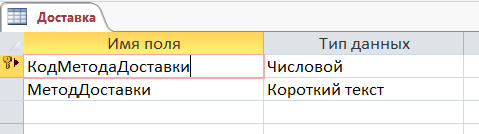 Доставка
Имя поля Тип данных
КодМетодаДоставки Числовой
МетодДоставки Короткий текст